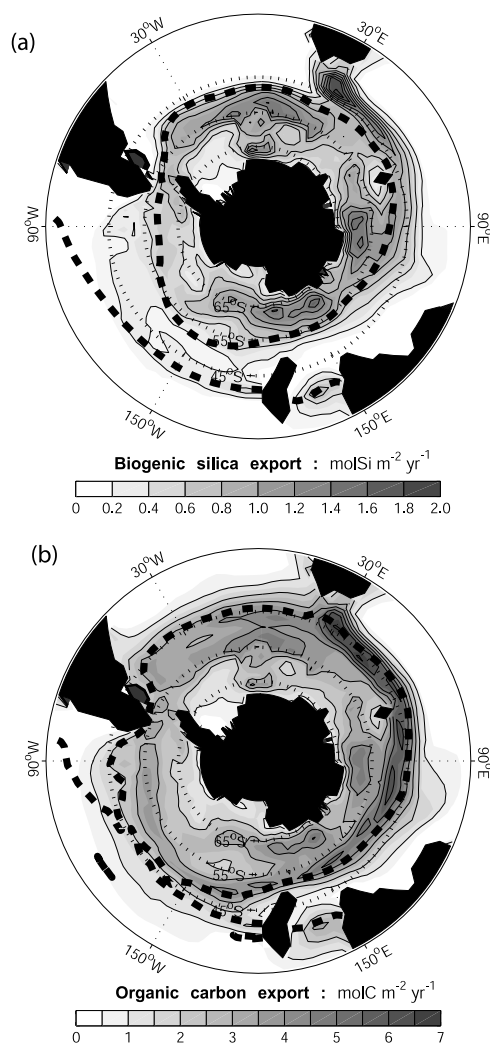 (a)
30°W
30°E
90°W
90°E
65°S
55°S
45°S
150°W
150°E
Biogenic silica export : molSi m⁻² yr⁻¹
0 0.2 0.4 0.6 0.8 1.0 1.2 1.4 1.6 1.8 2.0
(b)
30°W
30°E
90°W
90°E
65°S
55°S
45°S
150°W
150°E
Organic carbon export : molC m⁻² yr⁻¹
0 1 2 3 4 5 6 7